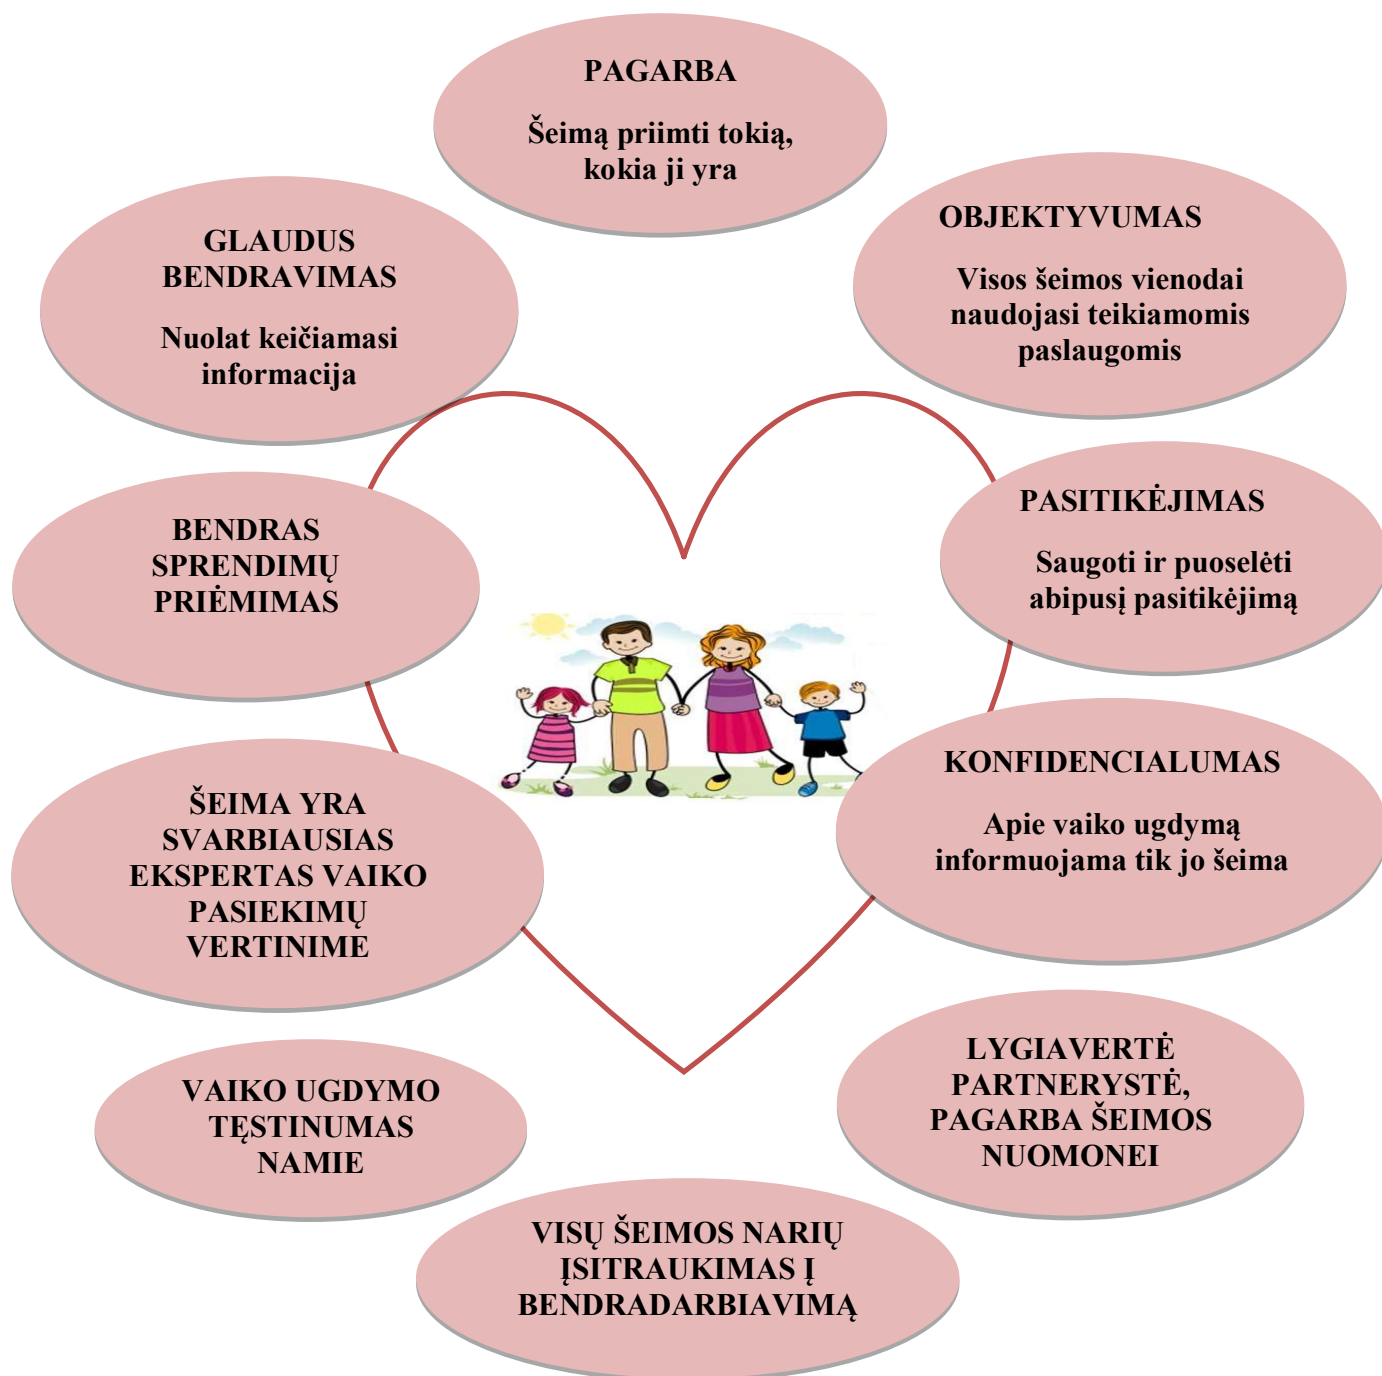 PAGARBA
Šeimą priimti tokią,
kokia ji yra
OBJEKTYVUMAS
Visos šeimos vienodai
naudojasi teikiamomis
paslaugomis
GLAUDUS
BENDRAVIMAS
Nuolat keičiamasi
informacija
PASITIKĖJIMAS
Saugoti ir puoselėti
abipusį pasitikėjimą
BENDRAS
SPRENDIMŲ
PRIĖMIMAS
KONFIDENCIALUMAS
Apie vaiko ugdymą
informuojama tik jo šeima
ŠEIMA YRA
SVARBIAUSIAS
EKSPERTAS VAIKO
PASIEKIMŲ
VERTINIME
LYGIAVERTĖ
PARTNERYSTĖ,
PAGARBA ŠEIMOS
NUOMONEI
VAIKO UGDYMO
TĘSTINUMAS
NAMIE
VISŲ ŠEIMOS NARIŲ
ĮSITRAUKIMAS Į
BENDRADARBIAVIMĄ